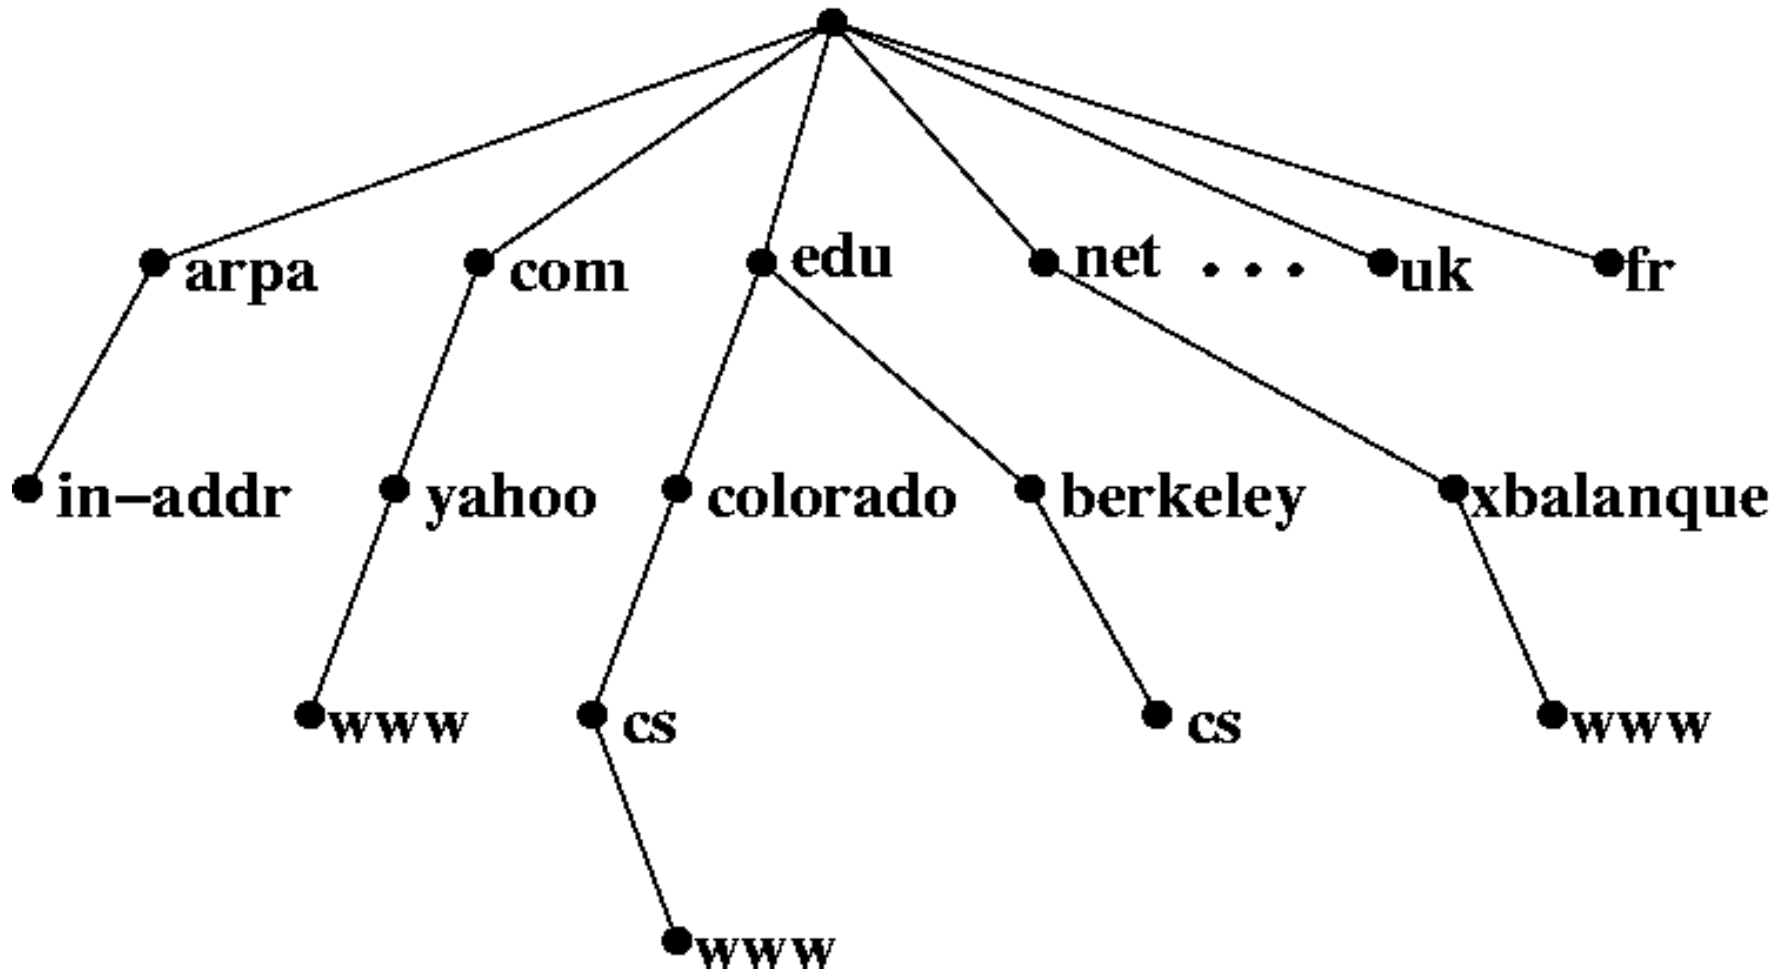 arpa com edu net . . . uk fr
in-addr yahoo colorado berkeley xbalanque
www cs cs www
www